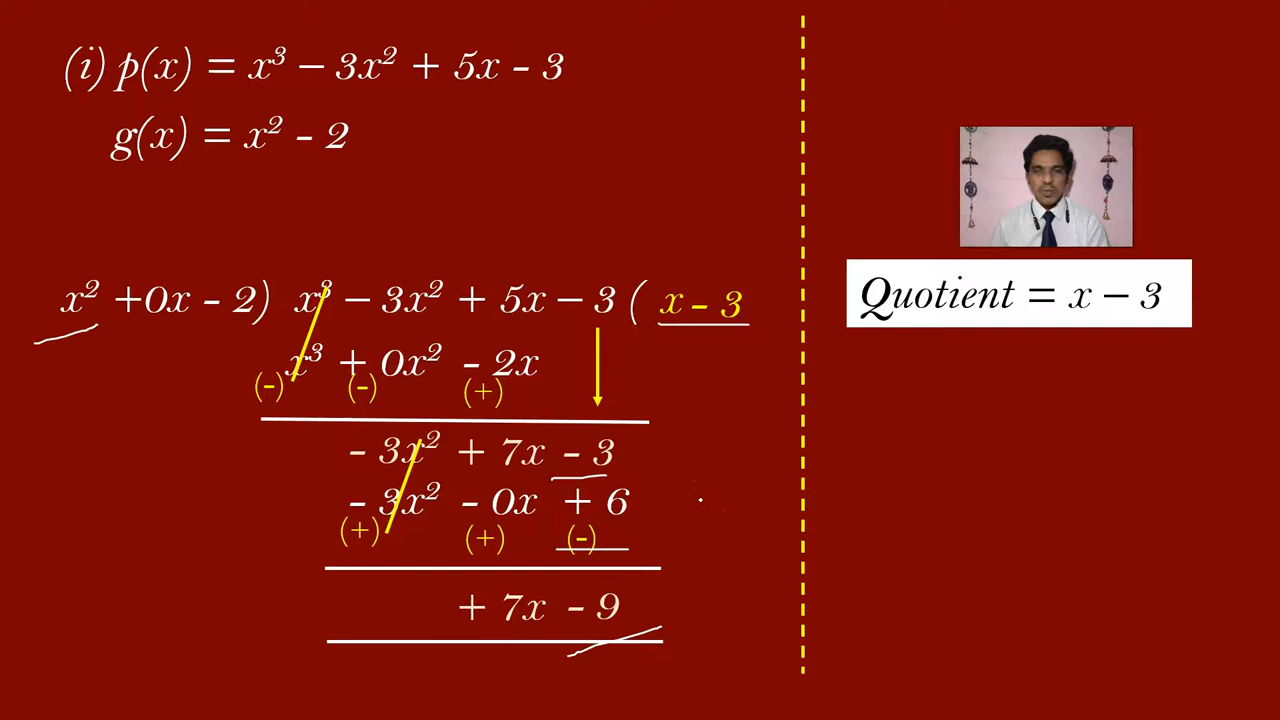 (i) p(x) = x³ – 3x² + 5x - 3
g(x) = x² - 2
x² +0x - 2) x³ – 3x² + 5x – 3 ( x - 3
x³ + 0x² - 2x
(-) (-) (+)
- 3x² + 7x - 3
- 3x² - 0x + 6
(+) (+) (-)
+ 7x - 9
Quotient = x – 3